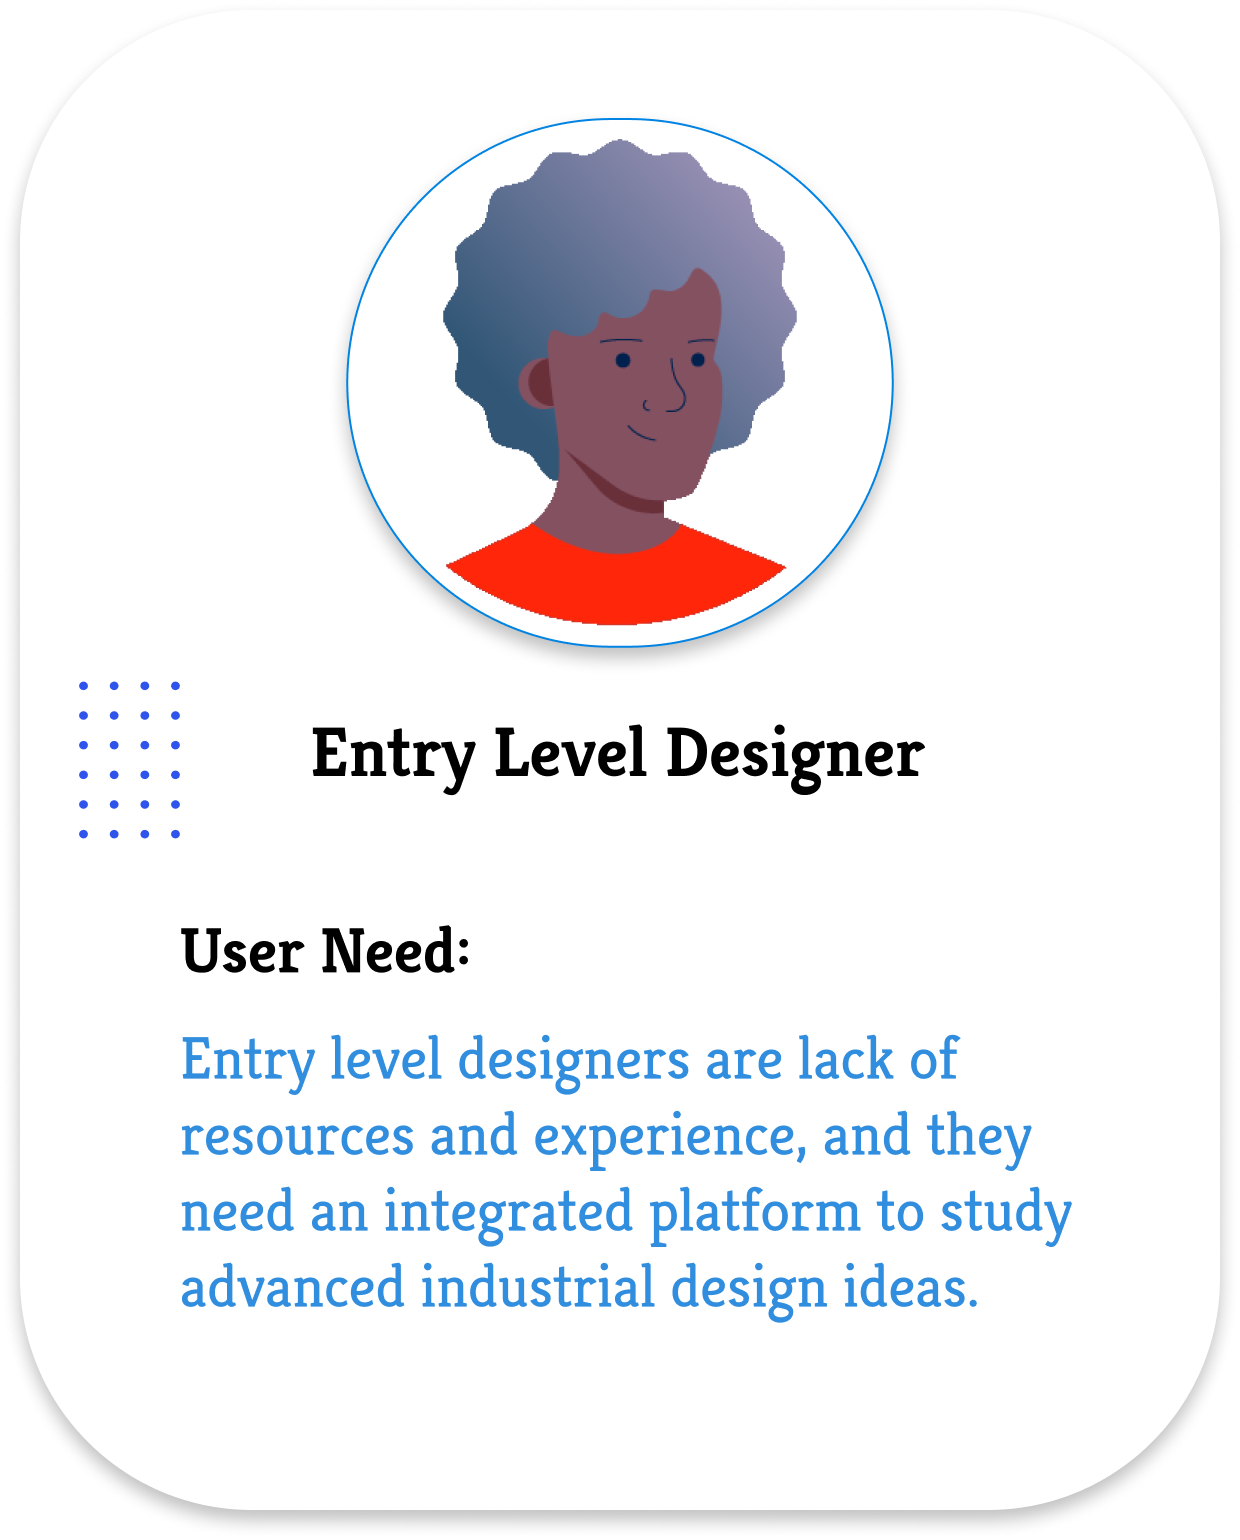 Entry Level Designer
User Need:
Entry level designers are lack of
resources and experience, and they
need an integrated platform to study
advanced industrial design ideas.